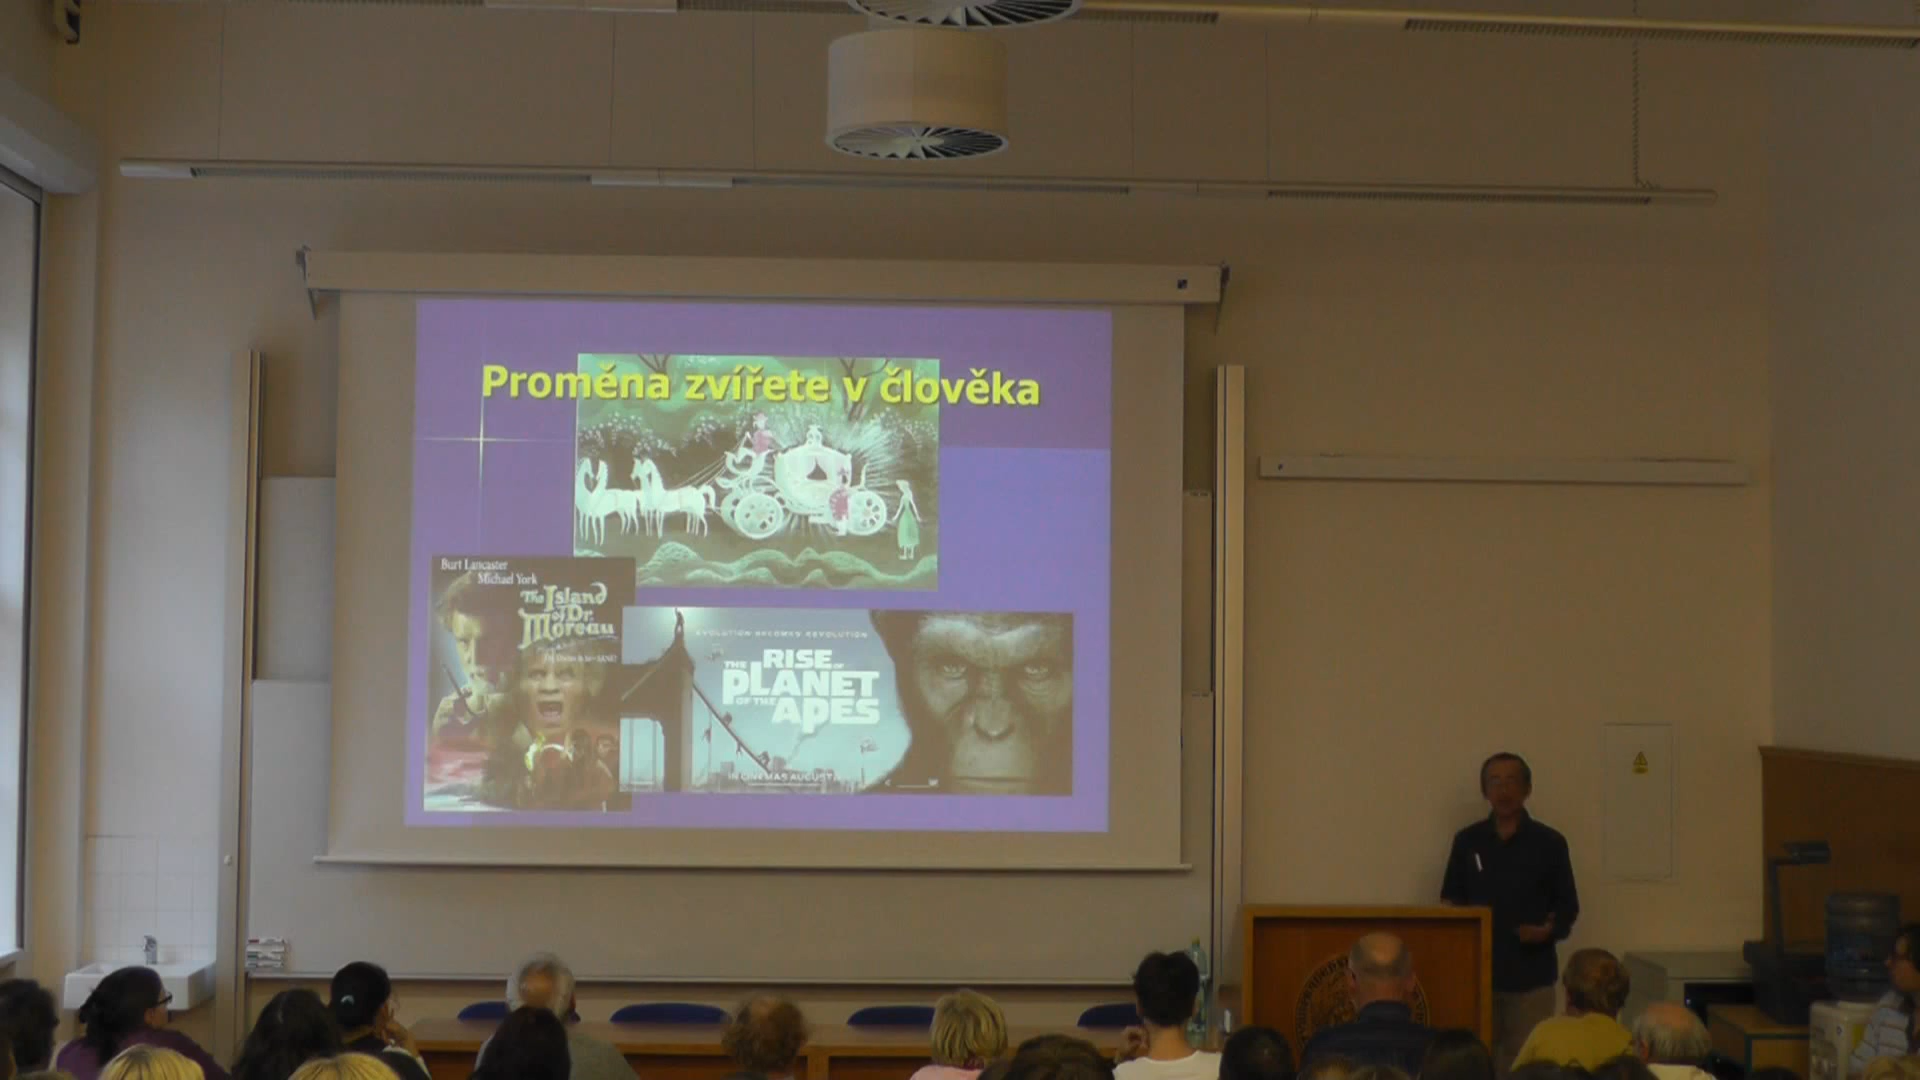 Proměna zvířete v člověka
Burt Lancaster
Michael York
The Island
of Dr.
Moreau
EVOLUTION BECOMES REVOLUTION
THE RISE OF
PLANET
OF THE APES
IN CINEMAS AUGUST